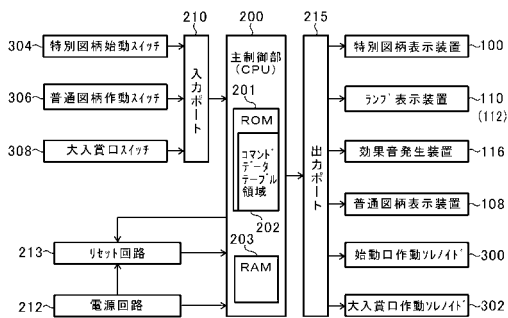 210
200
215
304
特別図柄始動ｽｲｯﾁ
306
普通図柄作動ｽｲｯﾁ
308
大入賞口ｽｲｯﾁ
入力ポート
主制御部
(CPU)
201
ROM
ｺﾏﾝﾄﾞ
ﾃﾞｰﾀ
ﾃｰﾌﾞﾙ
領域
202
203
RAM
213
ﾘｾｯﾄ回路
212
電源回路
出力ポート
特別図柄表示装置
100
ﾗﾝﾌﾟ表示装置
110
(112)
効果音発生装置
116
普通図柄表示装置
108
始動口作動ｿﾚﾉｲﾄﾞ
300
大入賞口作動ｿﾚﾉｲﾄﾞ
302